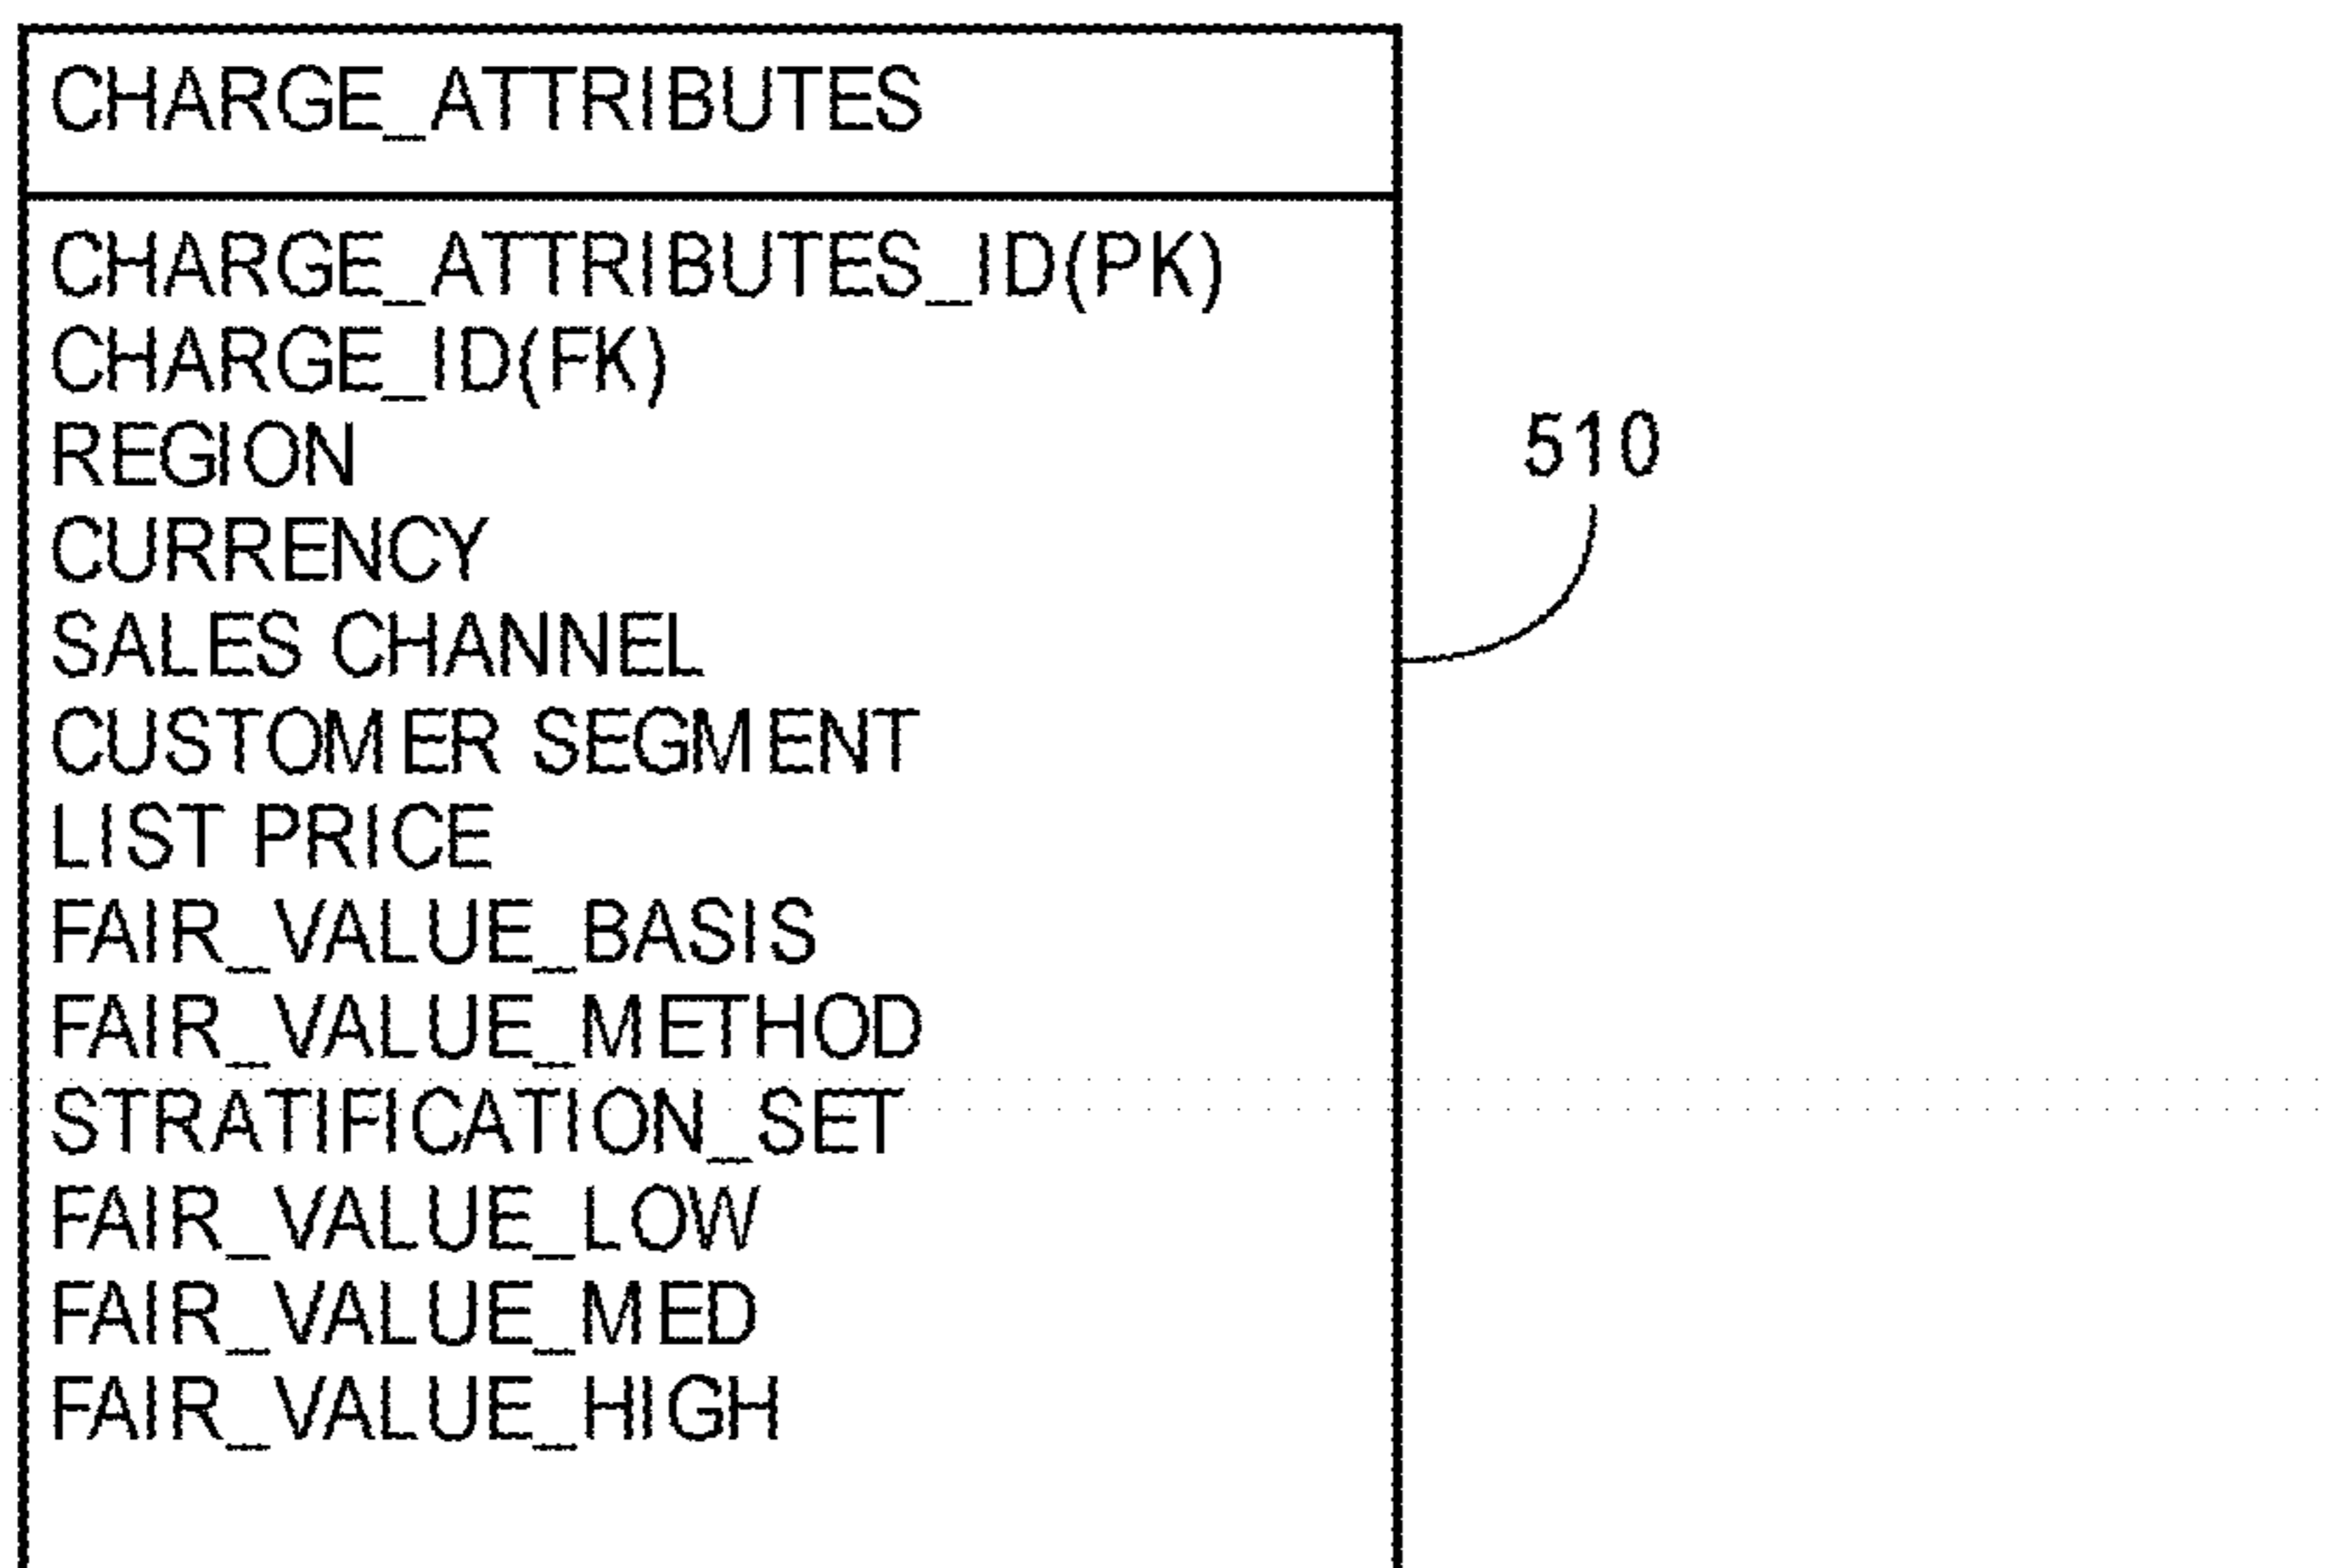 CHARGE_ATTRIBUTES
CHARGE_ATTRIBUTES_ID(PK)
CHARGE_ID(FK)
REGION
510
CURRENCY
SALES CHANNEL
CUSTOMER SEGMENT
LIST PRICE
FAIR_VALUE_BASIS
FAIR_VALUE_METHOD
STRATIFICATION_SET
FAIR_VALUE_LOW
FAIR_VALUE_MED
FAIR_VALUE_HIGH